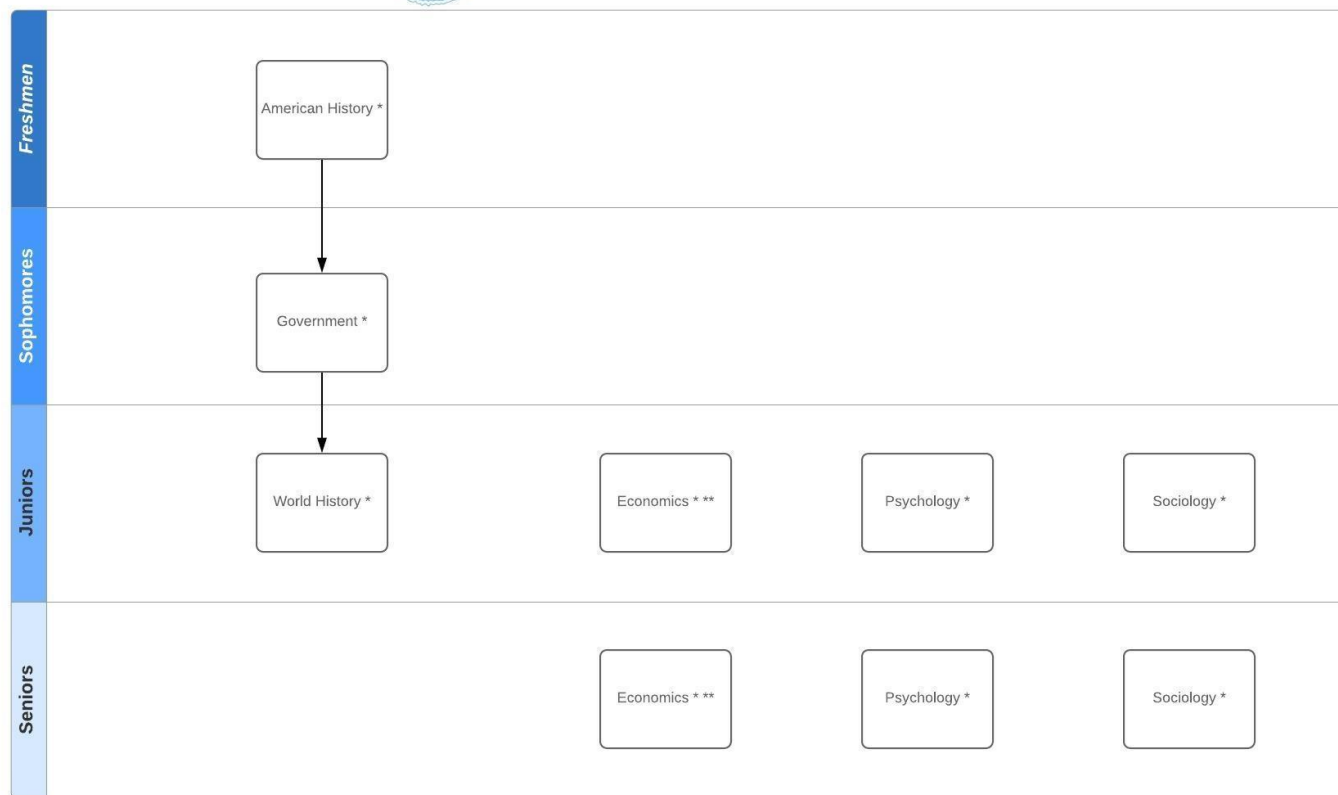 Freshmen
American History *
Sophomores
Government *
Juniors
World History *
Economics * **
Psychology *
Sociology *
Seniors
Economics * **
Psychology *
Sociology *